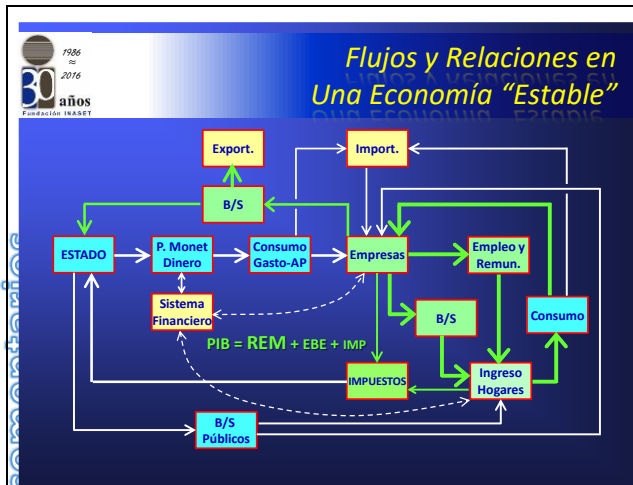 1986
≈
2016
30 años
Fundación INASET
Flujos y Relaciones en
Una Economía “Estable”
Export.
Import.
B/S
ESTADO
P. Monet
Dinero
Consumo
Gasto-AP
Empresas
Empleo y
Remun.
Sistema
Financiero
B/S
Consumo
PIB = REM + EBE + IMP
IMPUESTOS
Ingreso
Hogares
B/S
Públicos